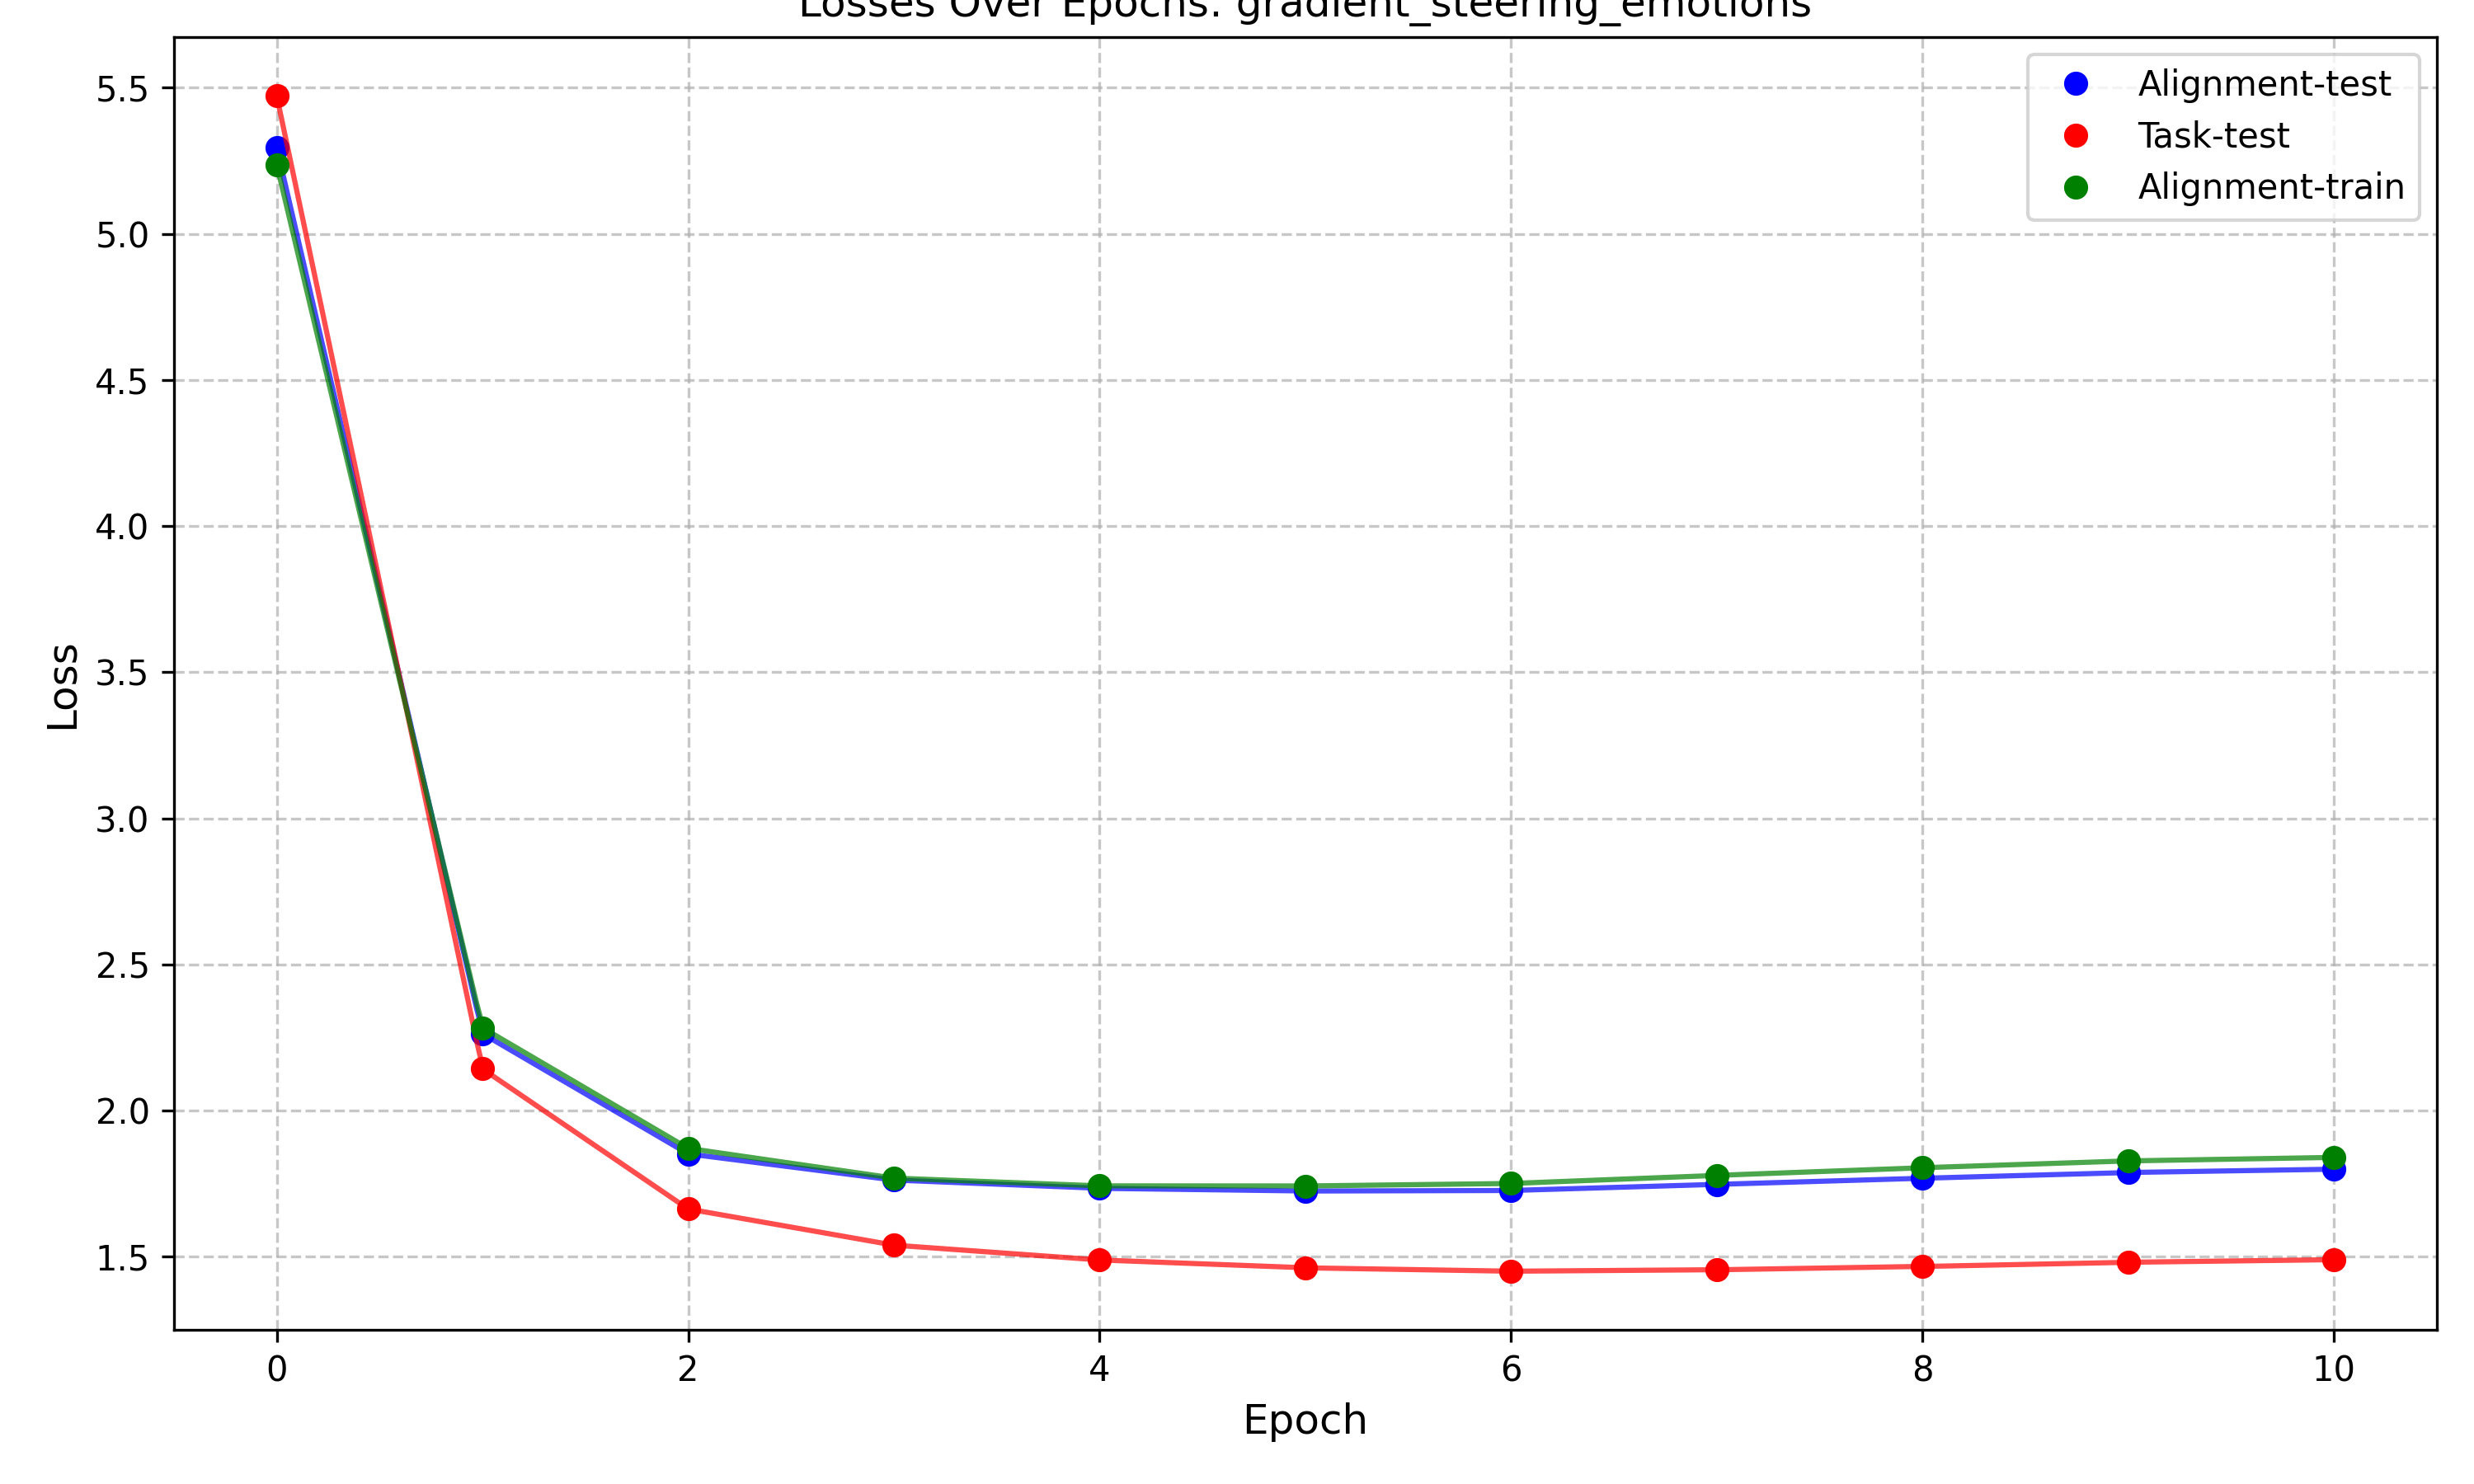 Losses Over Epochs: gradient_steering_emotions
5.5
5.0
4.5
4.0
3.5
3.0
2.5
2.0
1.5
Loss
Alignment-test
Task-test
Alignment-train
0
2
4
6
8
10
Epoch